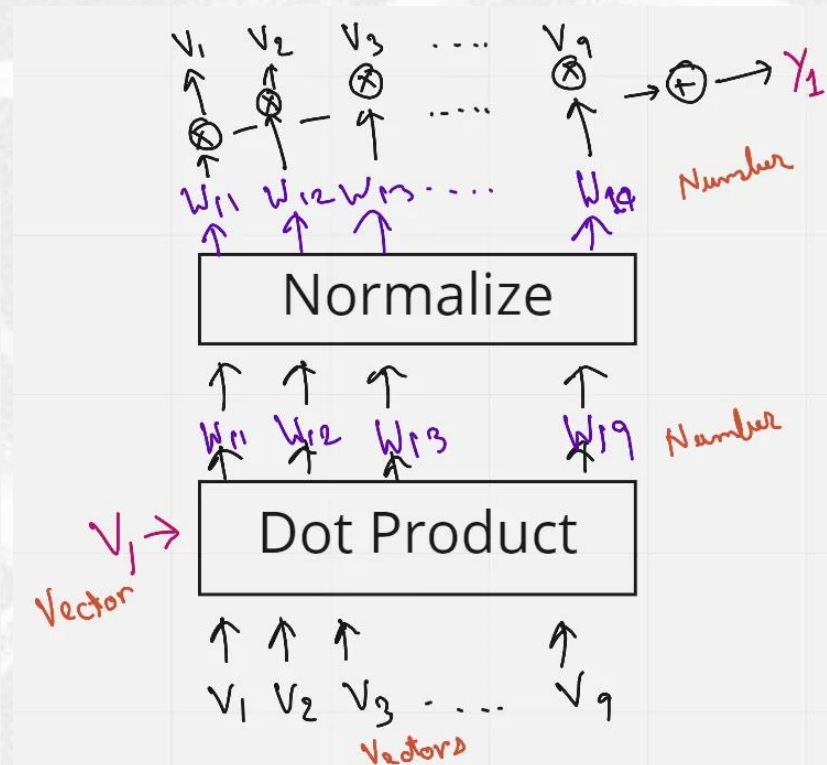 V1 V2 V3 .... V9
⊗ ⊗ ⊗ .... ⊗ → ⊕ → Y1
W11 W12 W13 .... W19 Number
Normalize
W11 W12 W13 W19 Number
V1 → Dot Product
Vector
V1 V2 V3 .... V9
Vectors